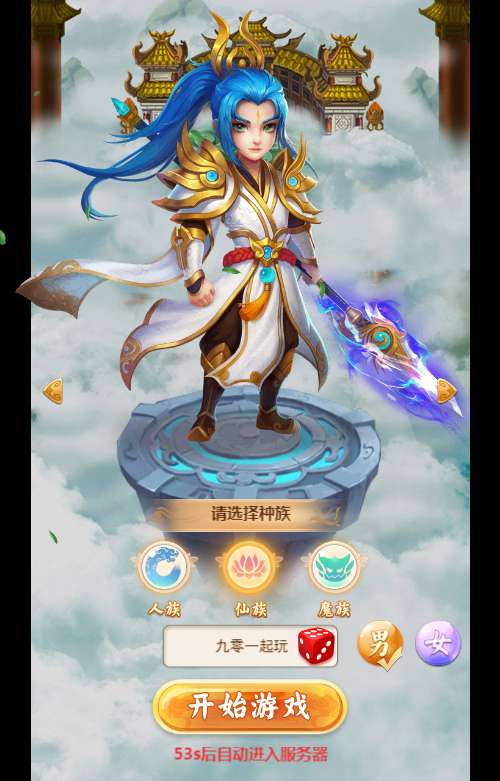 请选择种族
人族
仙族
魔族
九零一起玩
男
女
开始游戏
53s后自动进入服务器